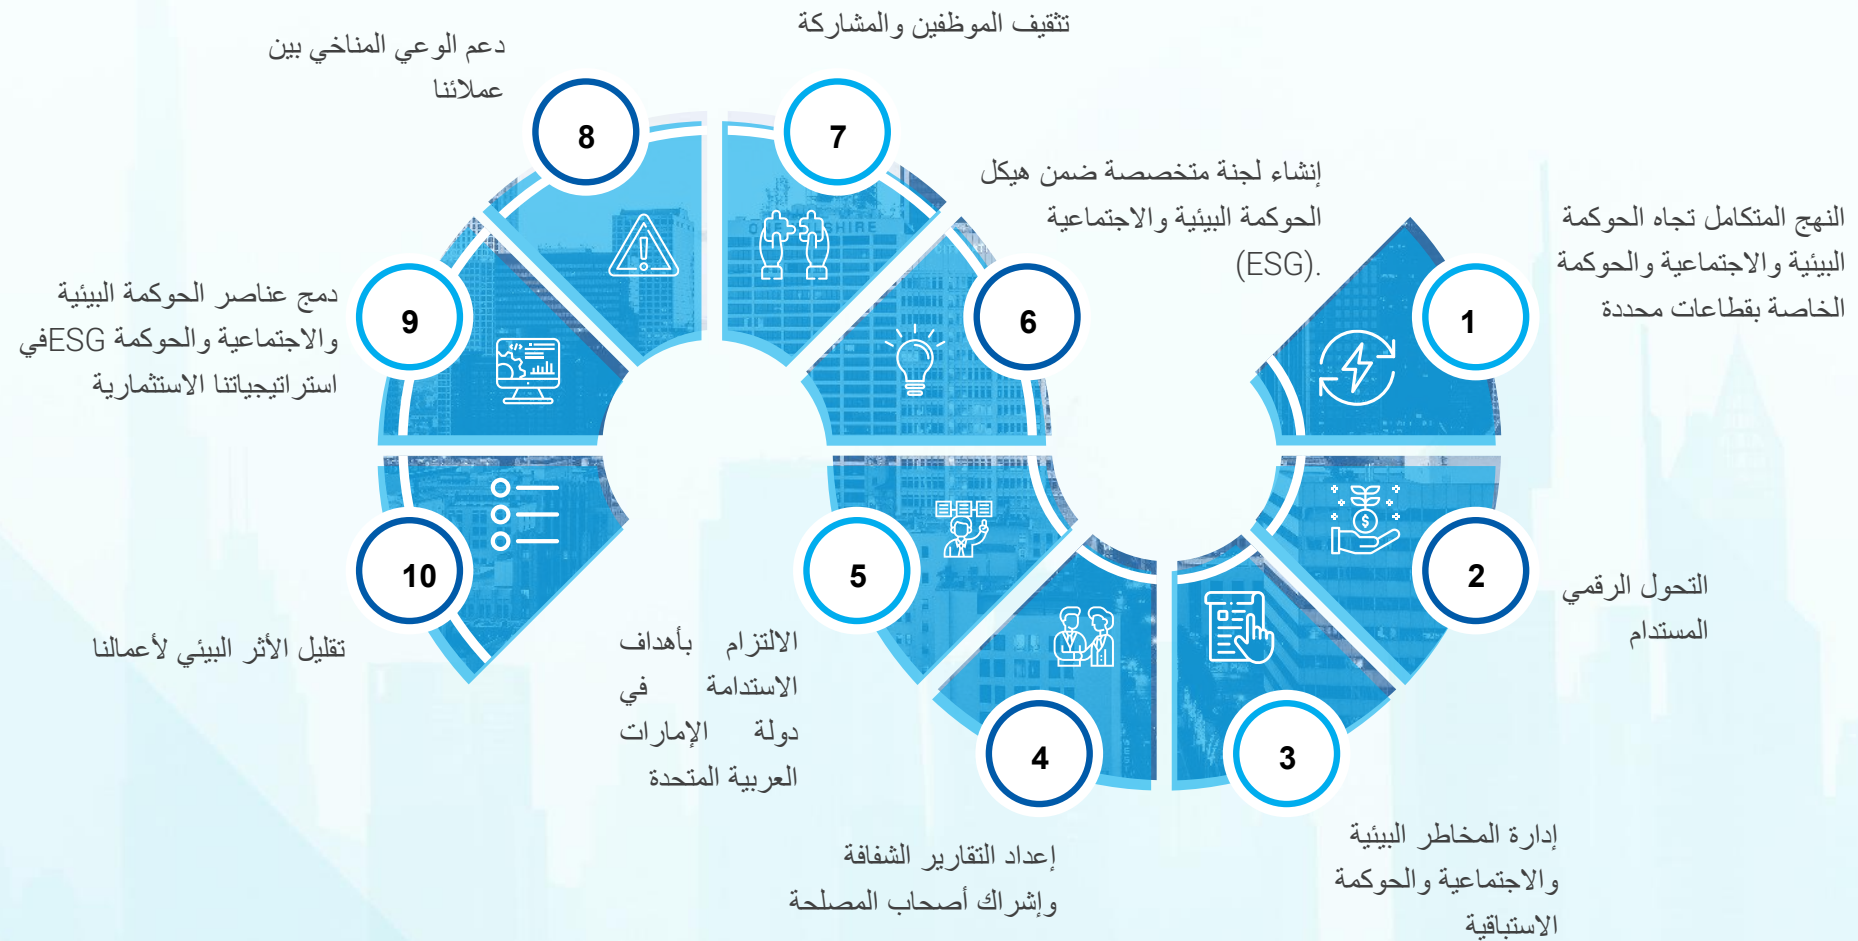 1
النهج المتكامل تجاه الحوكمة
البيئية والاجتماعية والحوكمة
الخاصة بقطاعات محددة
2
التحول الرقمي
المستدام
3
إدارة المخاطر البيئية
والاجتماعية والحوكمة
الاستباقية
4
إعداد التقارير الشفافة
وإشراك أصحاب المصلحة
5
الالتزام بأهداف
الاستدامة في
دولة الإمارات
العربية المتحدة
6
إنشاء لجنة متخصصة ضمن هيكل
الحوكمة البيئية والاجتماعية
(ESG).
7
تثقيف الموظفين والمشاركة
8
دعم الوعي المناخي بين
عملائنا
9
دمج عناصر الحوكمة البيئية
والاجتماعية والحوكمة ESGفي
استراتيجياتنا الاستثمارية
10
تقليل الأثر البيئي لأعمالنا